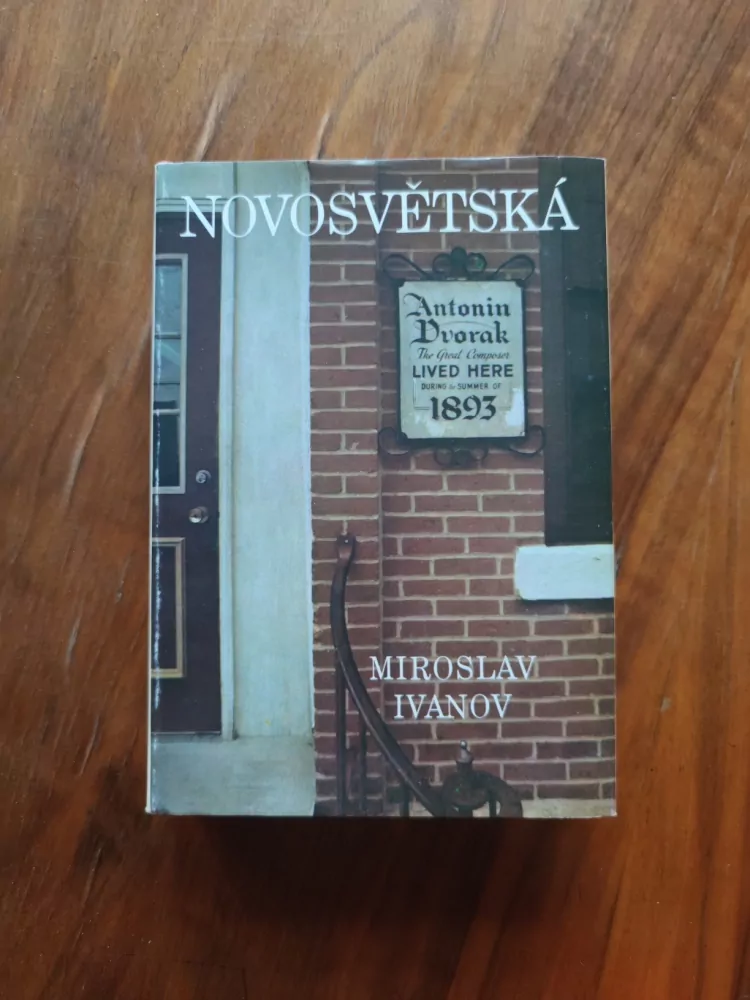 NOVOSVĚTSKÁ
Antonin
Dvorak
The Great Composer
LIVED HERE
DURING the SUMMER OF
1893
MIROSLAV
IVANOV